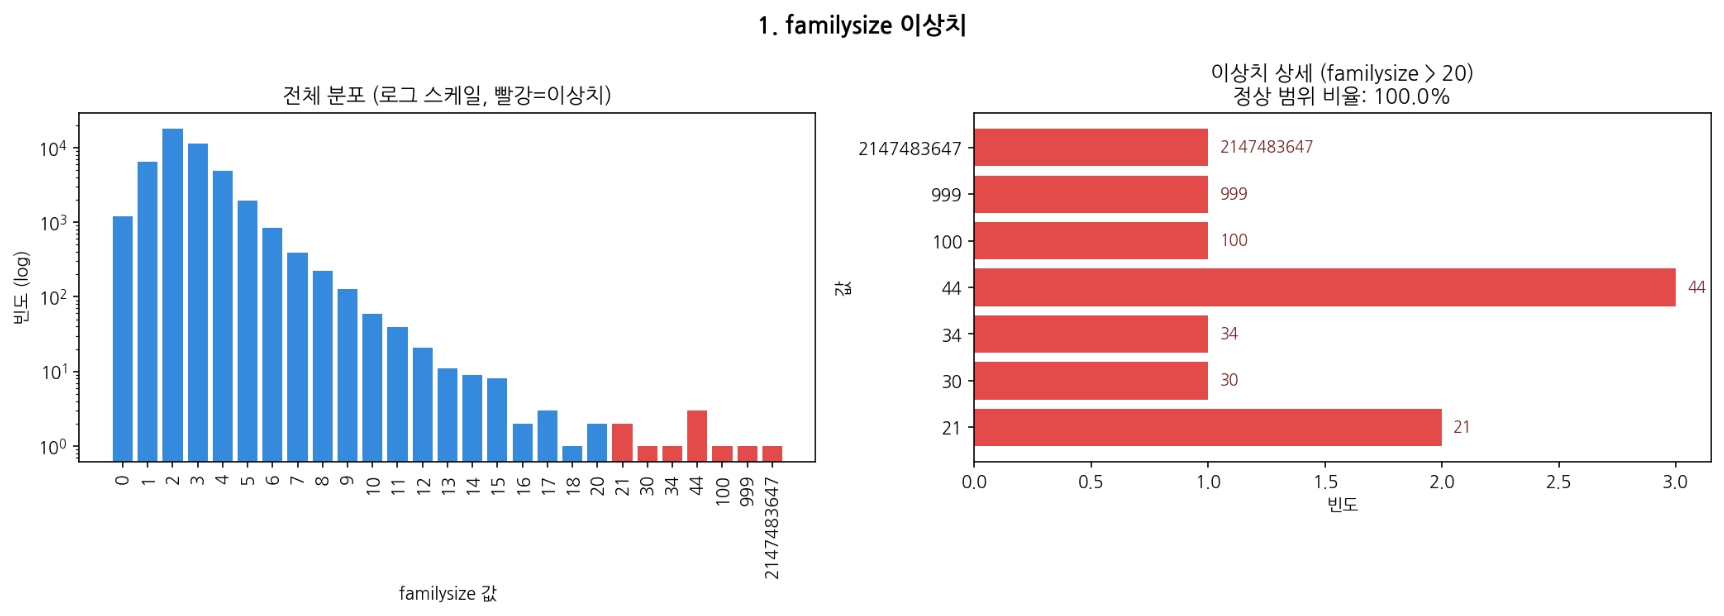 1. familysize 이상치
전체 분포 (로그 스케일, 빨강=이상치)
빈도 (log)
10^4
10^3
10^2
10^1
10^0
0 1 2 3 4 5 6 7 8 9 10 11 12 13 14 15 16 17 18 20 21 30 34 44 100 999 2147483647
familysize 값
이상치 상세 (familysize > 20)
정상 범위 비율: 100.0%
값
2147483647 2147483647
999 999
100 100
44 44
34 34
30 30
21 21
0.0 0.5 1.0 1.5 2.0 2.5 3.0
빈도